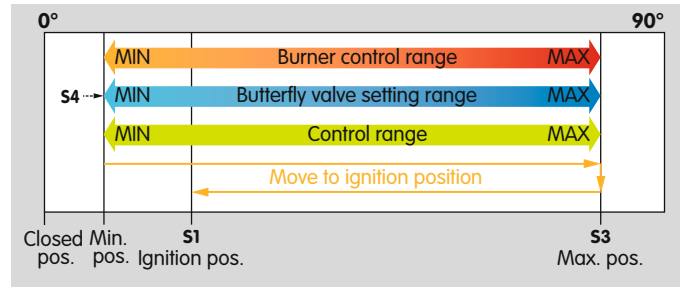 0° 90°
MIN Burner control range MAX
S4 MIN Butterfly valve setting range MAX
MIN Control range MAX
Move to ignition position
Closed Min. S1 S3
pos. pos. Ignition pos. Max. pos.